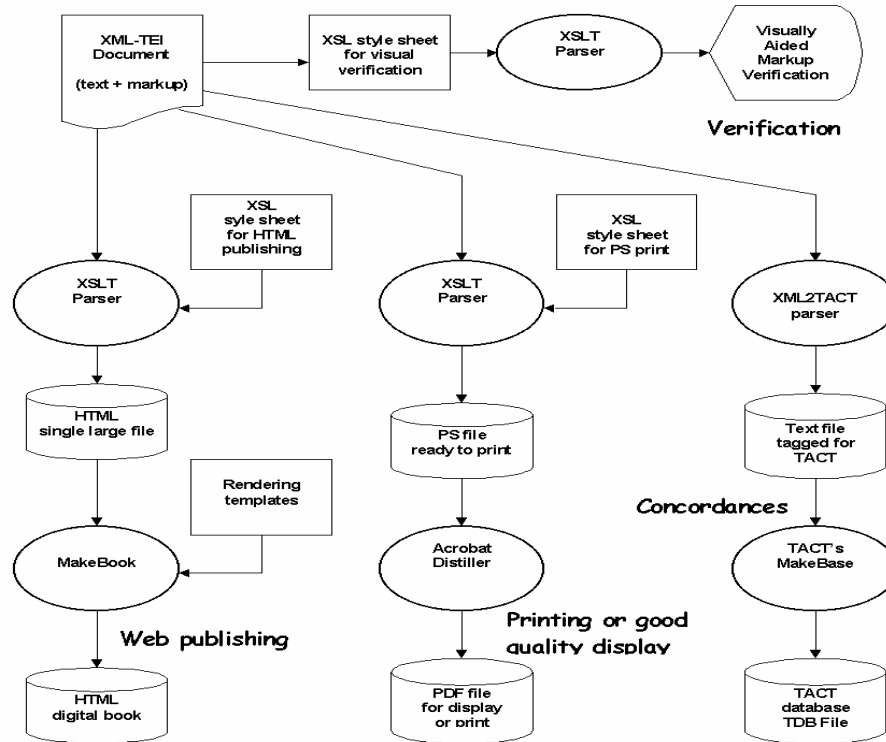 XML-TEI
Document
(text + markup)
XSL style sheet
for visual
verification
XSLT
Parser
Visually
Aided
Markup
Verification
Verification
XSL
syle sheet
for HTML
publishing
XSL
style sheet
for PS print
XSLT
Parser
XSLT
Parser
XML2TACT
parser
HTML
single large file
PS file
ready to print
Text file
tagged for
TACT
Rendering
templates
Concordances
MakeBook
Acrobat
Distiller
TACT's
MakeBase
Web publishing
Printing or good
quality display
HTML
digital book
PDF file
for display
or print
TACT
database
TDB File